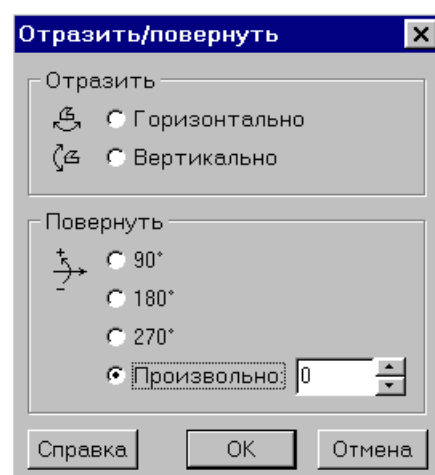 Отразить/повернуть
Отразить
Горизонтально
Вертикально
Повернуть
90°
180°
270°
Произвольно: 0
Справка OK Отмена